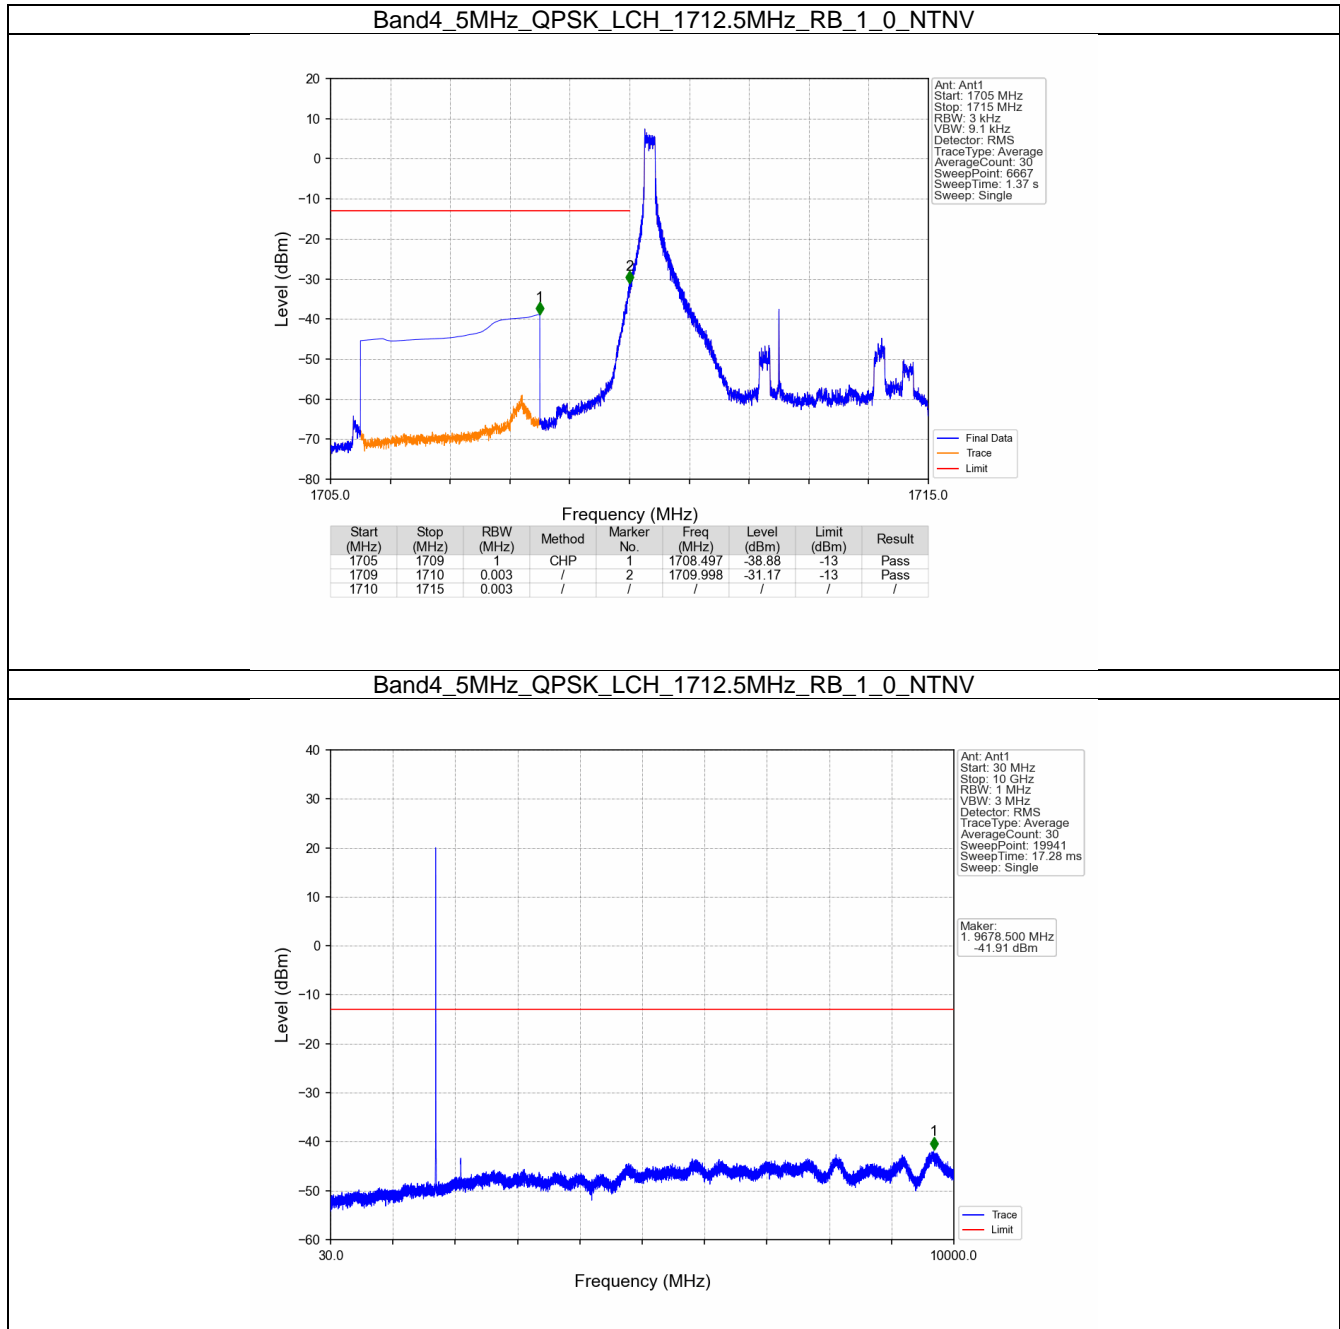 Band4_5MHz_QPSK_LCH_1712.5MHz_RB_1_0_NTNV
20
10
0
−10
−20
−30
−40
−50
−60
−70
−80
Level (dBm)
1
2
1705.0
1715.0
Frequency (MHz)
Ant: Ant1
Start: 1705 MHz
Stop: 1715 MHz
RBW: 3 kHz
VBW: 9.1 kHz
Detector: RMS
TraceType: Average
AverageCount: 30
SweepPoint: 6667
SweepTime: 1.37 s
Sweep: Single
Final Data
Trace
Limit
Start (MHz) Stop (MHz) RBW (MHz) Method Marker No. Freq (MHz) Level (dBm) Limit (dBm) Result
1705 1709 1 CHP 1 1708.497 -38.88 -13 Pass
1709 1710 0.003 / 2 1709.998 -31.17 -13 Pass
1710 1715 0.003 / / / / / /
Band4_5MHz_QPSK_LCH_1712.5MHz_RB_1_0_NTNV
40
30
20
10
0
−10
−20
−30
−40
−50
−60
Level (dBm)
1
30.0
10000.0
Frequency (MHz)
Ant: Ant1
Start: 30 MHz
Stop: 10 GHz
RBW: 1 MHz
VBW: 3 MHz
Detector: RMS
TraceType: Average
AverageCount: 30
SweepPoint: 19941
SweepTime: 17.28 ms
Sweep: Single
Maker:
1. 9678.500 MHz
-41.91 dBm
Trace
Limit